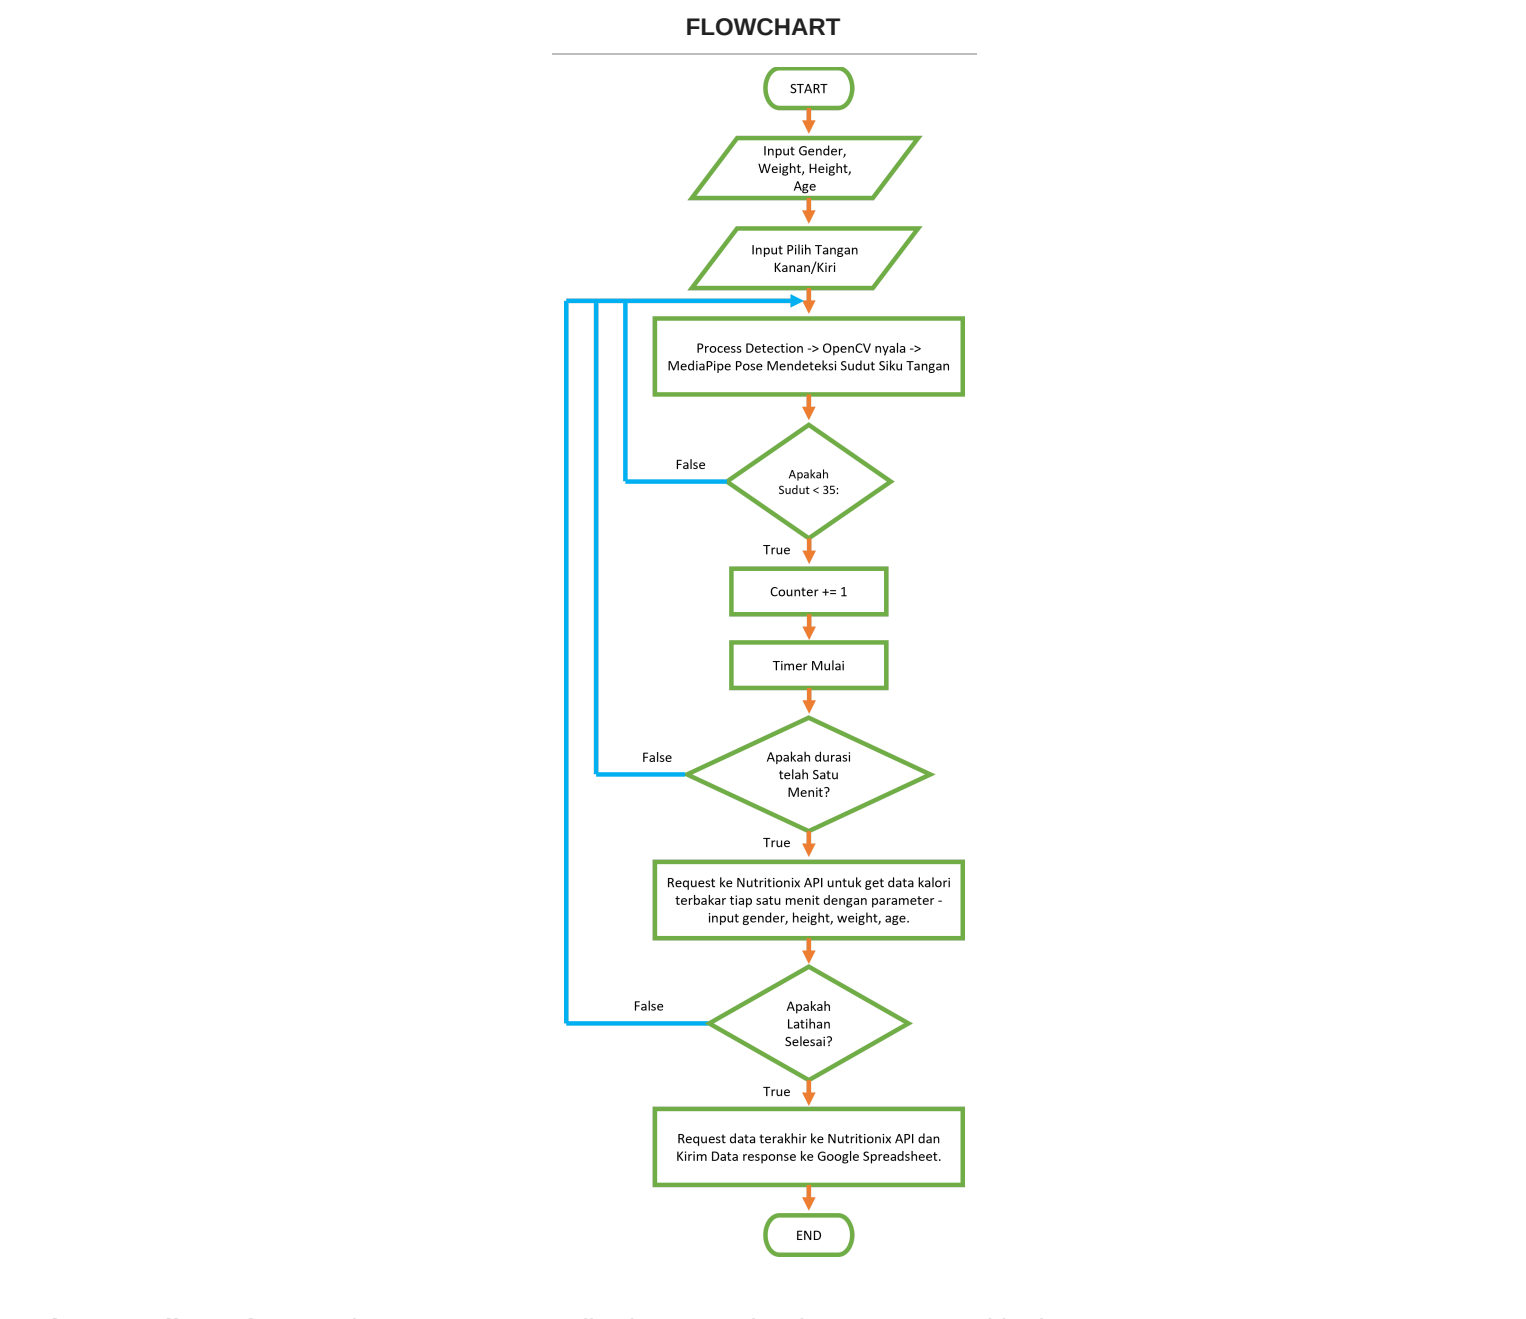 FLOWCHART
START
Input Gender,
Weight, Height,
Age
Input Pilih Tangan
Kanan/Kiri
Process Detection -> OpenCV nyala ->
MediaPipe Pose Mendeteksi Sudut Siku Tangan
False
Apakah
Sudut < 35:
True
Counter += 1
Timer Mulai
False
Apakah durasi
telah Satu
Menit?
True
Request ke Nutritionix API untuk get data kalori
terbakar tiap satu menit dengan parameter -
input gender, height, weight, age.
False
Apakah
Latihan
Selesai?
True
Request data terakhir ke Nutritionix API dan
Kirim Data response ke Google Spreadsheet.
END